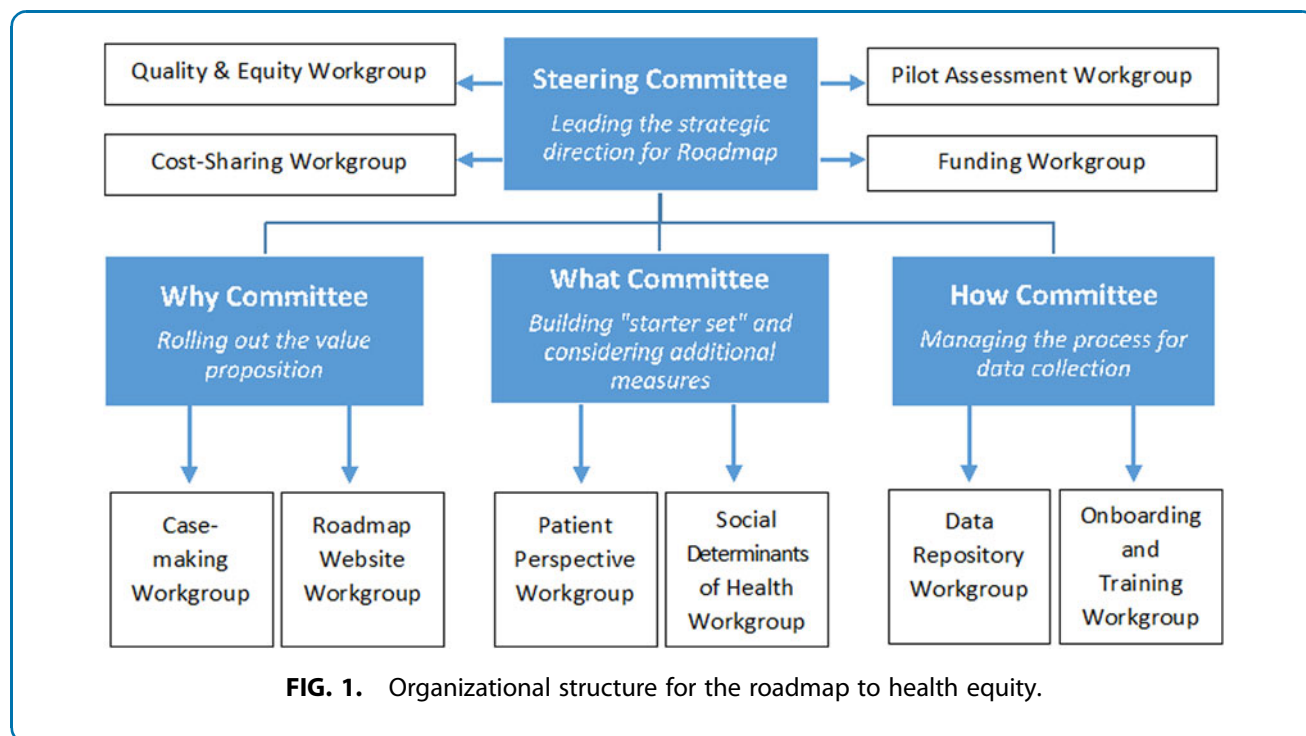 Quality & Equity Workgroup
Cost-Sharing Workgroup
Steering Committee
Leading the strategic
direction for Roadmap
Pilot Assessment Workgroup
Funding Workgroup
Why Committee
Rolling out the value
proposition
What Committee
Building "starter set" and
considering additional
measures
How Committee
Managing the process for
data collection
Case-
making
Workgroup
Roadmap
Website
Workgroup
Patient
Perspective
Workgroup
Social
Determinants
of Health
Workgroup
Data
Repository
Workgroup
Onboarding
and
Training
Workgroup
FIG. 1. Organizational structure for the roadmap to health equity.